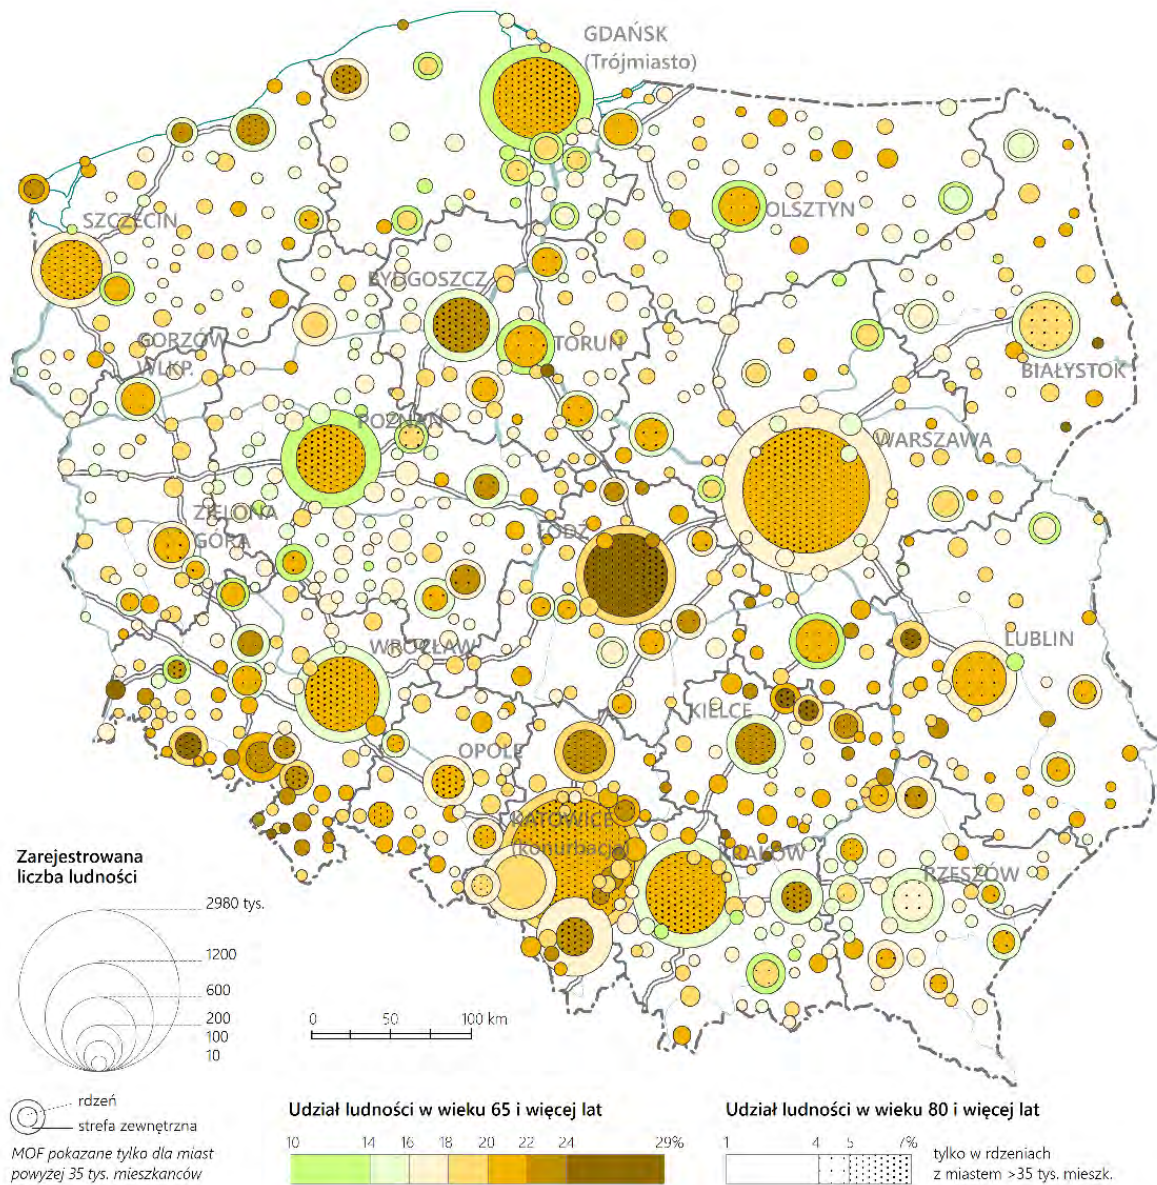 GDAŃSK
(Trójmiasto)
SZCZECIN
OLSZTYN
BYDGOSZCZ
GORZÓW
WLKP.
TORUŃ
BIAŁYSTOK
POZNAŃ
WARSZAWA
ZIELONA
GÓRA
ŁÓDŹ
WROCŁAW
LUBLIN
KIELCE
OPOLE
KATOWICE
(konurbacja)
KRAKÓW
RZESZÓW
Zarejestrowana
liczba ludności
2980 tys.
1200
600
200
100
10
0 50 100 km
rdzeń
strefa zewnętrzna
MOF pokazane tylko dla miast
powyżej 35 tys. mieszkańców
Udział ludności w wieku 65 i więcej lat
10 14 16 18 20 22 24 29%
Udział ludności w wieku 80 i więcej lat
1 4 5 7%
tylko w rdzeniach
z miastem >35 tys. mieszk.